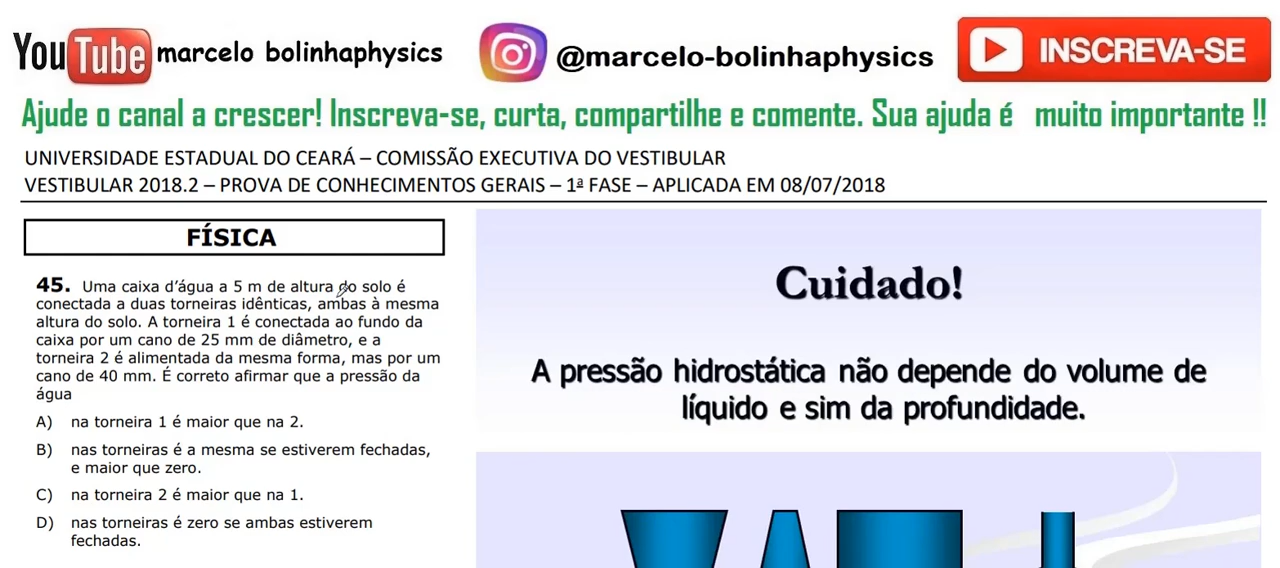 YouTube marcelo bolinhaphysics @marcelo-bolinhaphysics INSCREVA-SE
Ajude o canal a crescer! Inscreva-se, curta, compartilhe e comente. Sua ajuda é muito importante !!
UNIVERSIDADE ESTADUAL DO CEARÁ – COMISSÃO EXECUTIVA DO VESTIBULAR
VESTIBULAR 2018.2 – PROVA DE CONHECIMENTOS GERAIS – 1ª FASE – APLICADA EM 08/07/2018
FÍSICA
45. Uma caixa d’água a 5 m de altura do solo é
conectada a duas torneiras idênticas, ambas à mesma
altura do solo. A torneira 1 é conectada ao fundo da
caixa por um cano de 25 mm de diâmetro, e a
torneira 2 é alimentada da mesma forma, mas por um
cano de 40 mm. É correto afirmar que a pressão da
água
A) na torneira 1 é maior que na 2.
B) nas torneiras é a mesma se estiverem fechadas,
e maior que zero.
C) na torneira 2 é maior que na 1.
D) nas torneiras é zero se ambas estiverem
fechadas.
Cuidado!
A pressão hidrostática não depende do volume de
líquido e sim da profundidade.